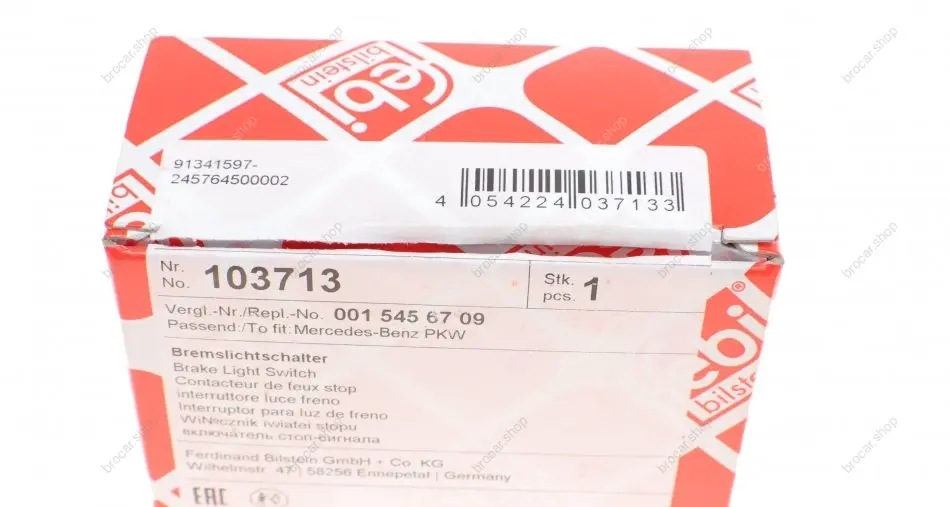 febi
bilstein
91341597-
245764500002
4 054224 037133
Nr.
No. 103713
Stk.
pcs. 1
Vergl.-Nr./Repl.-No. 001 545 67 09
Passend:/To fit: Mercedes-Benz PKW
Bremslichtschalter
Brake Light Switch
Contacteur de feux stop
interruttore luce freno
Interruptor para luz de freno
включатель стоп-сигнала
Ferdinand Bilstein GmbH + Co. KG
Wilhelmstr. 47 | 58256 Ennepetal | Germany
EAC
febi®
bilstein
brocar.shop